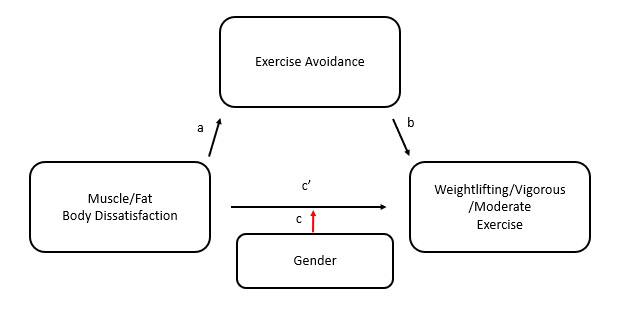 Exercise Avoidance
a
b
Muscle/Fat
Body Dissatisfaction
c’
c
Weightlifting/Vigorous
/Moderate
Exercise
Gender